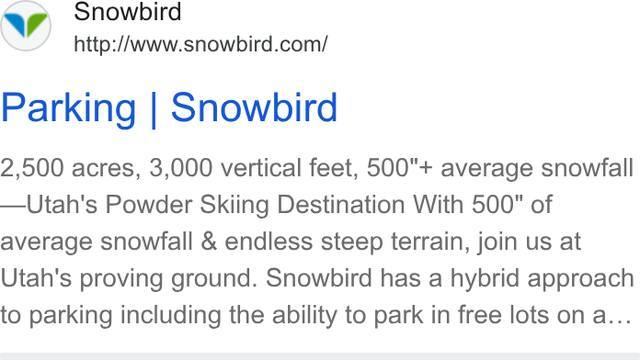 Snowbird
http://www.snowbird.com/
Parking | Snowbird
2,500 acres, 3,000 vertical feet, 500"+ average snowfall
—Utah's Powder Skiing Destination With 500" of
average snowfall & endless steep terrain, join us at
Utah's proving ground. Snowbird has a hybrid approach
to parking including the ability to park in free lots on a…